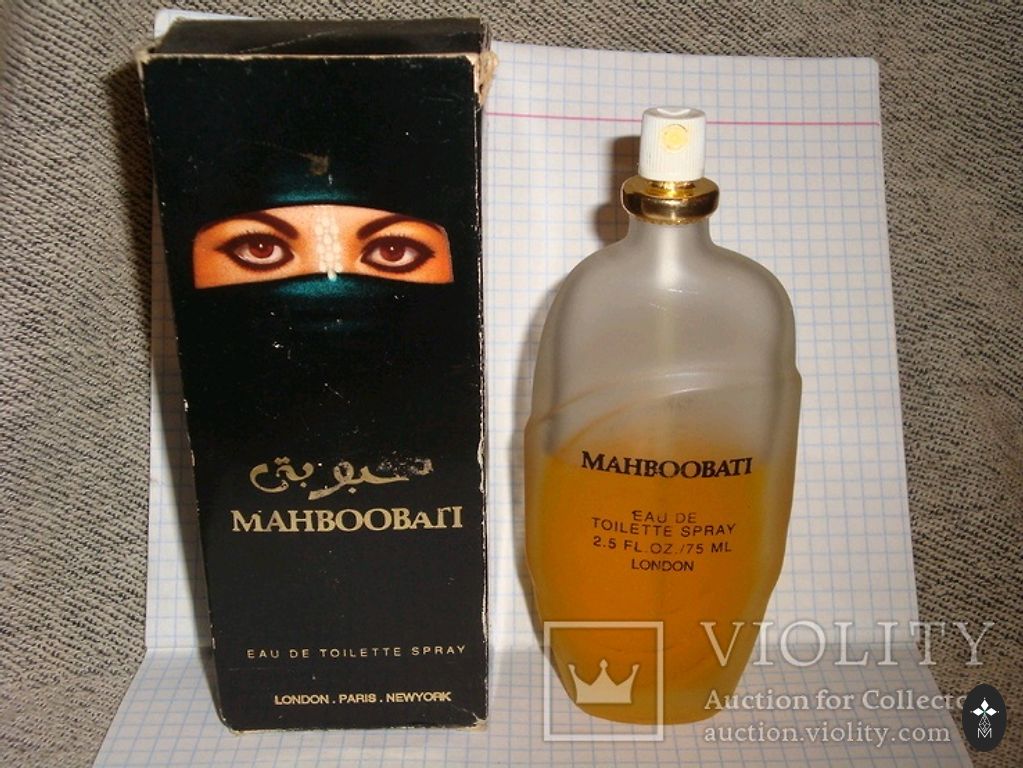 محبوبتي
MAHBOOBATI
EAU DE TOILETTE SPRAY
LONDON . PARIS . NEWYORK
MAHBOOBATI
EAU DE
TOILETTE SPRAY
2.5 FL.OZ./75 ML
LONDON
VIOLITY
Auction for Collecto
auction.violity.com
M